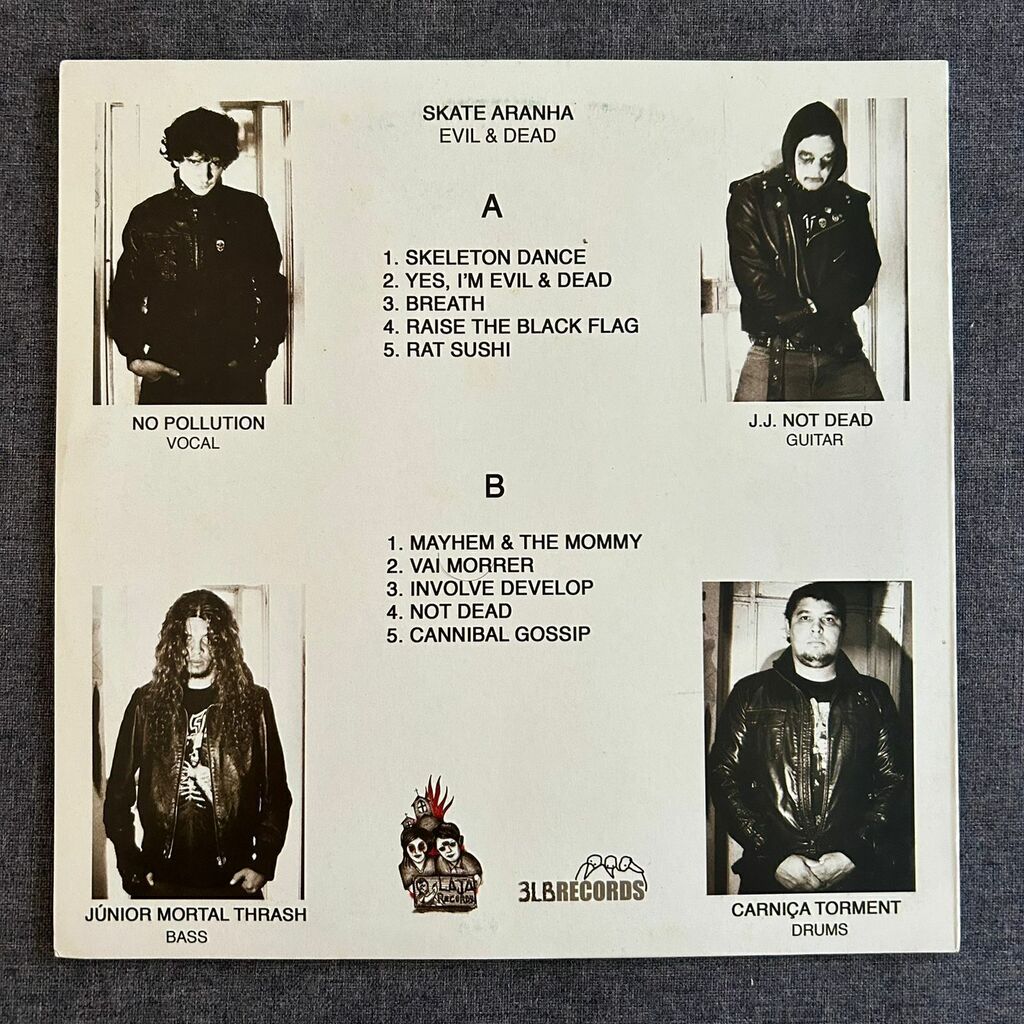 SKATE ARANHA
EVIL & DEAD
A
1. SKELETON DANCE
2. YES, I'M EVIL & DEAD
3. BREATH
4. RAISE THE BLACK FLAG
5. RAT SUSHI
NO POLLUTION
VOCAL
J.J. NOT DEAD
GUITAR
B
1. MAYHEM & THE MOMMY
2. VAI MORRER
3. INVOLVE DEVELOP
4. NOT DEAD
5. CANNIBAL GOSSIP
LAJA
RECORDS
3LBRECORDS
JÚNIOR MORTAL THRASH
BASS
CARNIÇA TORMENT
DRUMS